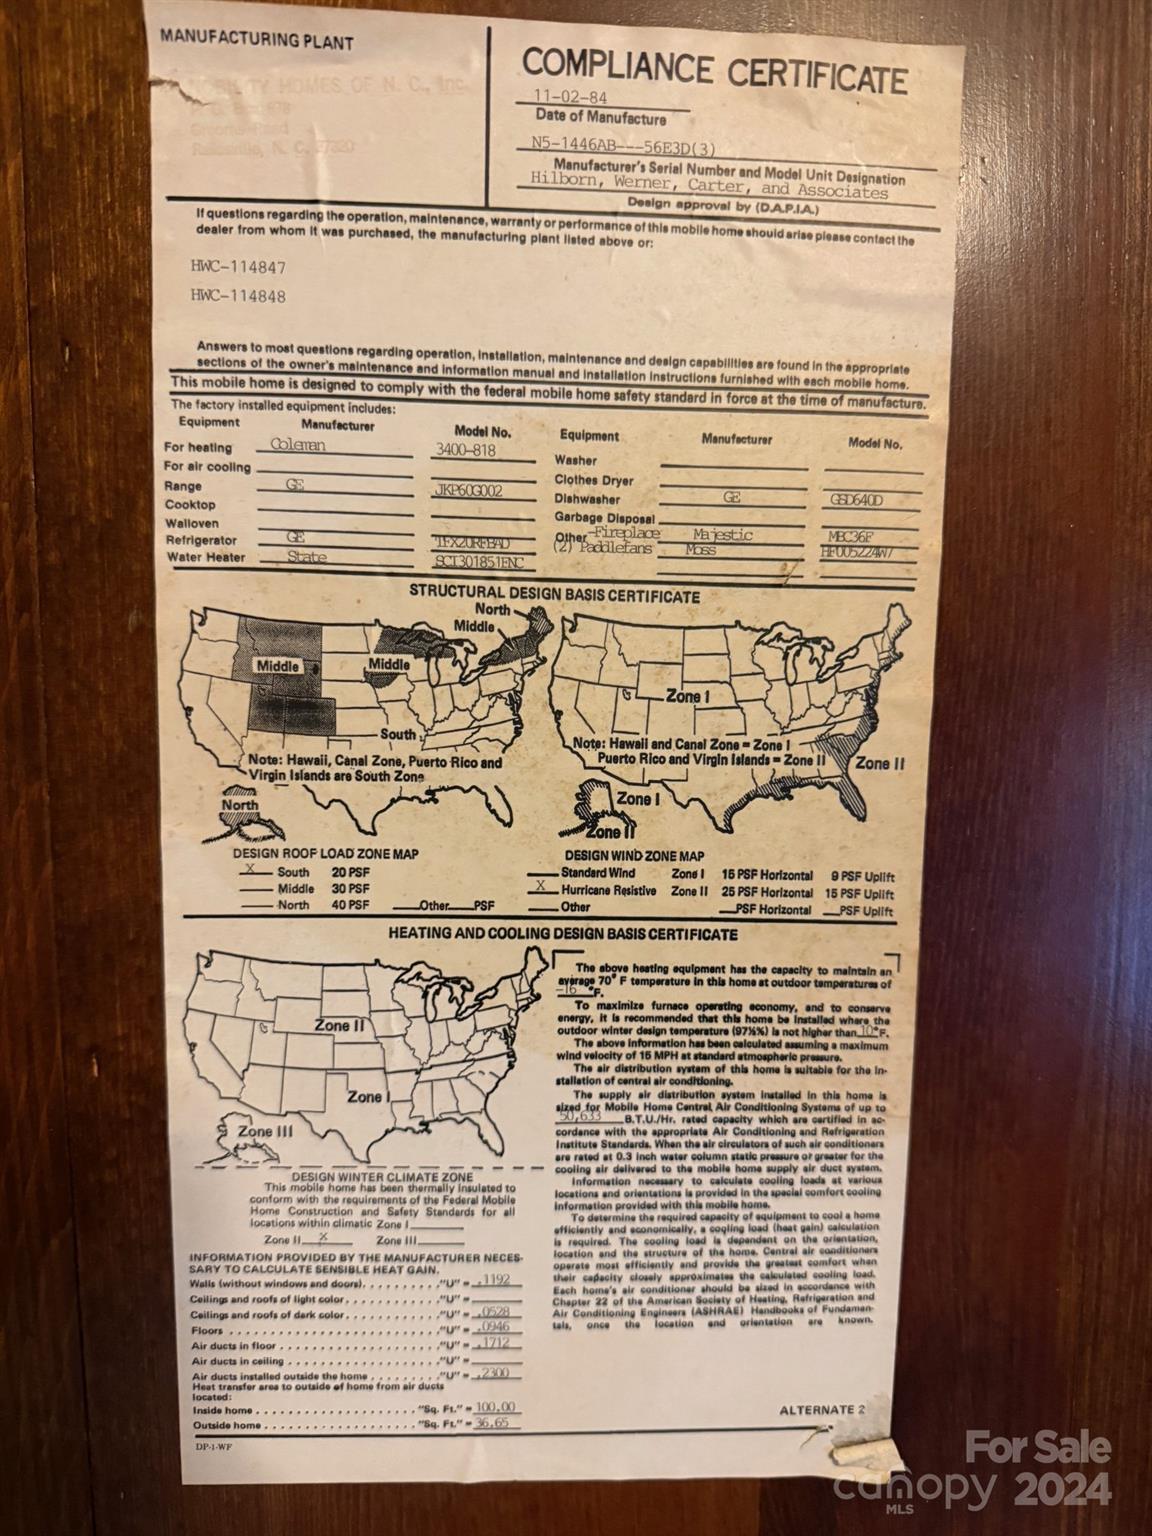 MANUFACTURING PLANT
HOMES OF N. C., Inc.
N. C. 27320
COMPLIANCE CERTIFICATE
11-02-84
Date of Manufacture
N5-1446AB---56E3D(3)
Manufacturer's Serial Number and Model Unit Designation
Hilborn, Werner, Carter, and Associates
Design approval by (D.A.P.I.A.)
If questions regarding the operation, maintenance, warranty or performance of this mobile home should arise please contact the
dealer from whom it was purchased, the manufacturing plant listed above or:
HWC-114847
HWC-114848
Answers to most questions regarding operation, installation, maintenance and design capabilities are found in the appropriate
sections of the owner's maintenance and information manual and installation instructions furnished with each mobile home.
This mobile home is designed to comply with the federal mobile home safety standard in force at the time of manufacture.
The factory installed equipment includes:
Equipment Manufacturer Model No. Equipment Manufacturer Model No.
For heating Coleman 3400-818 Washer
For air cooling Clothes Dryer
Range GE JKP60G002 Dishwasher GE GSD640D
Cooktop Garbage Disposal
Walloven Other -Fireplace Majestic MBC36F
Refrigerator GE TFX20RFBAD (2) Paddlefans Moss HF00522AW7
Water Heater State SCT301851ENC
STRUCTURAL DESIGN BASIS CERTIFICATE
North
Middle
Middle
Middle
South
Note: Hawaii, Canal Zone, Puerto Rico and
Virgin Islands are South Zone
North
Zone I
Note: Hawaii and Canal Zone = Zone I
Puerto Rico and Virgin Islands = Zone II
Zone II
Zone I
Zone II
DESIGN ROOF LOAD ZONE MAP
X South 20 PSF
Middle 30 PSF
North 40 PSF Other PSF
DESIGN WIND ZONE MAP
Standard Wind Zone I 15 PSF Horizontal 9 PSF Uplift
X Hurricane Resistive Zone II 25 PSF Horizontal 15 PSF Uplift
Other PSF Horizontal PSF Uplift
HEATING AND COOLING DESIGN BASIS CERTIFICATE
Zone II
Zone I
Zone III
DESIGN WINTER CLIMATE ZONE
This mobile home has been thermally insulated to
conform with the requirements of the Federal Mobile
Home Construction and Safety Standards for all
locations within climatic Zone I
Zone II X Zone III
INFORMATION PROVIDED BY THE MANUFACTURER NECES-
SARY TO CALCULATE SENSIBLE HEAT GAIN.
Walls (without windows and doors) . . . . . . . . "U" = .1192
Ceilings and roofs of light color . . . . . . . . "U" =
Ceilings and roofs of dark color . . . . . . . . "U" = .0528
Floors . . . . . . . . "U" = .0946
Air ducts in floor . . . . . . . . "U" = .1712
Air ducts in ceiling . . . . . . . . "U" =
Air ducts installed outside the home . . . . . . . . "U" = .2300
Heat transfer area to outside of home from air ducts
located:
Inside home . . . . . . . . "Sq. Ft." = 100.00
Outside home . . . . . . . . "Sq. Ft." = 36.65
DP-1-WF
The above heating equipment has the capacity to maintain an
average 70° F temperature in this home at outdoor temperatures of
-16 °F.
To maximize furnace operating economy, and to conserve
energy, it is recommended that this home be installed where the
outdoor winter design temperature (97½%) is not higher than 10°F.
The above information has been calculated assuming a maximum
wind velocity of 15 MPH at standard atmospheric pressure.
The air distribution system of this home is suitable for the in-
stallation of central air conditioning.
The supply air distribution system installed in this home is
sized for Mobile Home Central Air Conditioning Systems of up to
50,633 B.T.U./Hr. rated capacity which are certified in ac-
cordance with the appropriate Air Conditioning and Refrigeration
Institute Standards. When the air circulators of such air conditioners
are rated at 0.3 inch water column static pressure or greater for the
cooling air delivered to the mobile home supply air duct system.
Information necessary to calculate cooling loads at various
locations and orientations is provided in the special comfort cooling
information provided with this mobile home.
To determine the required capacity of equipment to cool a home
efficiently and economically, a cooling load (heat gain) calculation
is required. The cooling load is dependent on the orientation,
location and the structure of the home. Central air conditioners
operate most efficiently and provide the greatest comfort when
their capacity closely approximates the calculated cooling load.
Each home's air conditioner should be sized in accordance with
Chapter 22 of the American Society of Heating, Refrigeration and
Air Conditioning Engineers (ASHRAE) Handbooks of Fundamen-
tals, once the location and orientation are known.
ALTERNATE 2
For Sale
canopy 2024
MLS